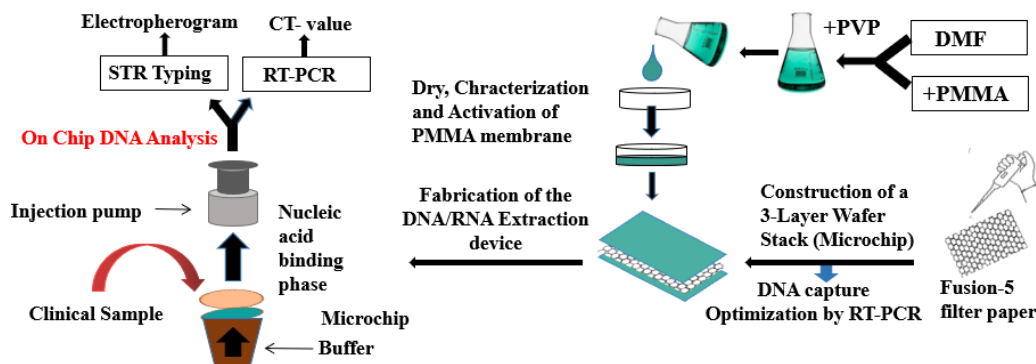 Electropherogram
CT- value
STR Typing
RT-PCR
On Chip DNA Analysis
Injection pump
Nucleic
acid
binding
phase
Clinical Sample
Microchip
Buffer
+PVP
DMF
+PMMA
Dry, Chracterization
and Activation of
PMMA membrane
Fabrication of the
DNA/RNA Extraction
device
Construction of a
3-Layer Wafer
Stack (Microchip)
DNA capture
Optimization by RT-PCR
Fusion-5
filter paper